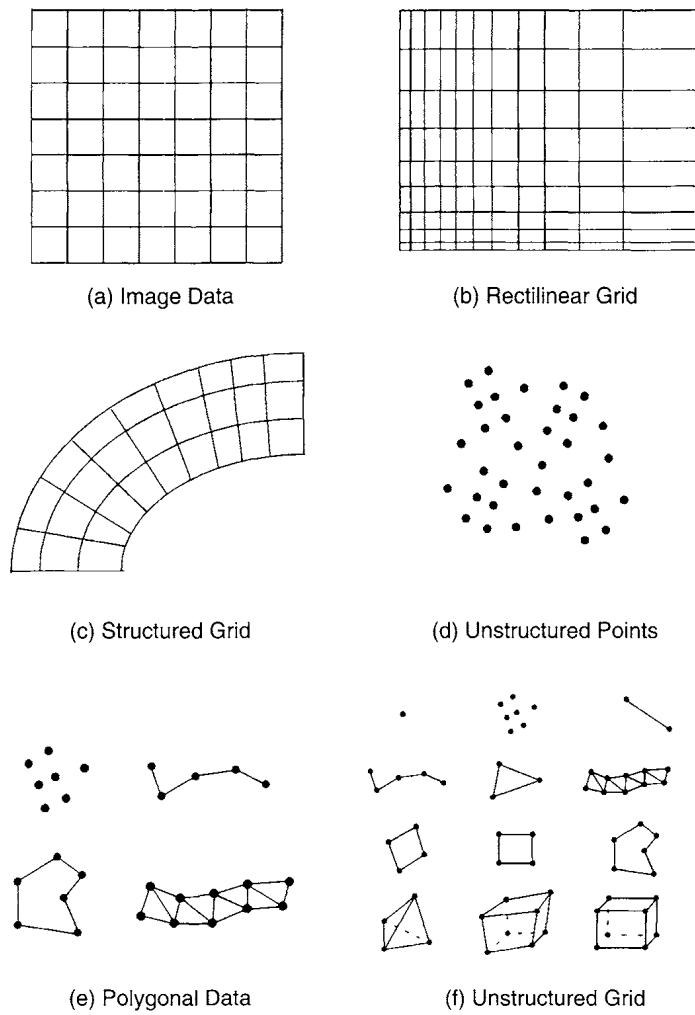 (a) Image Data
(b) Rectilinear Grid
(c) Structured Grid
(d) Unstructured Points
(e) Polygonal Data
(f) Unstructured Grid